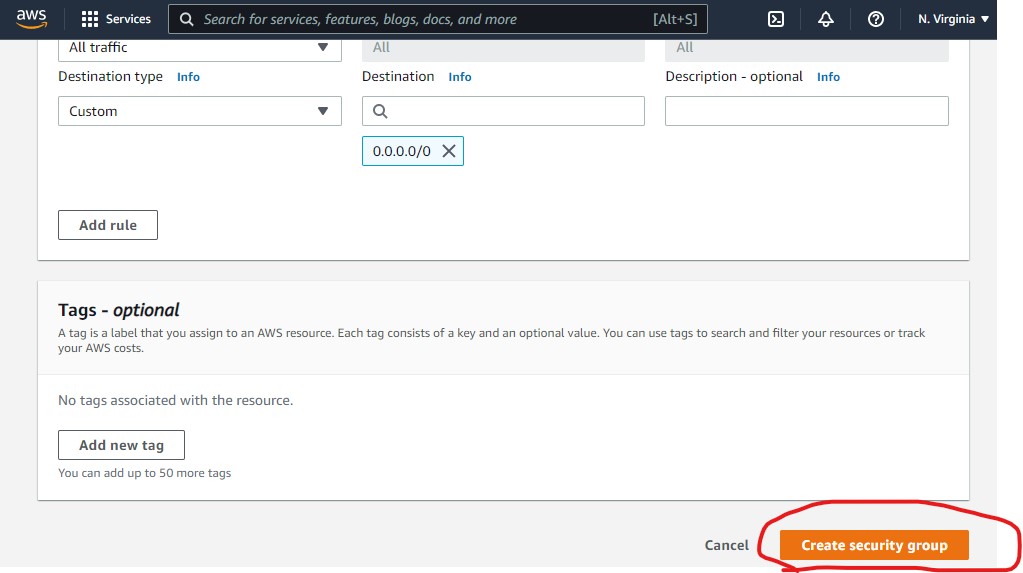 aws Services Search for services, features, blogs, docs, and more [Alt+S] N. Virginia
All traffic All All
Destination type Info Destination Info Description - optional Info
Custom
0.0.0.0/0
Add rule
Tags - optional
A tag is a label that you assign to an AWS resource. Each tag consists of a key and an optional value. You can use tags to search and filter your resources or track
your AWS costs.
No tags associated with the resource.
Add new tag
You can add up to 50 more tags
Cancel Create security group